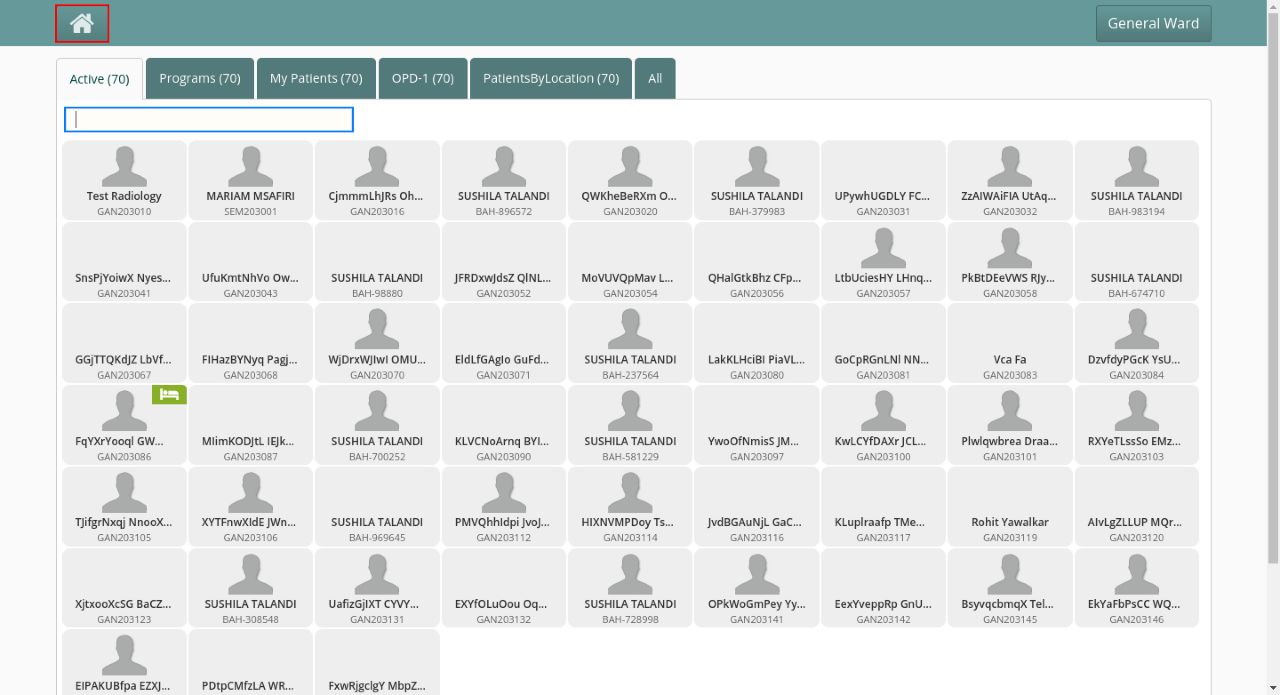 General Ward
Active (70) Programs (70) My Patients (70) OPD-1 (70) PatientsByLocation (70) All
Test Radiology MARIAM MSAFIRI CjmmmLhJRs Oh... SUSHILA TALANDI QWKheBeRXm O... SUSHILA TALANDI UPywhUGDLY FC... ZzAIWAiFIA UtAq... SUSHILA TALANDI
GAN203010 SEM203001 GAN203016 BAH-896572 GAN203020 BAH-379983 GAN203031 GAN203032 BAH-983194
SnsPjYoiwX Nyes... UfuKmtNhVo Ow... SUSHILA TALANDI JFRDxwJdsZ QlNL... MoVUVQpMav L... QHalGtkBhz CFp... LtbUciesHY LHnq... PkBtDEeVWS RJy... SUSHILA TALANDI
GAN203041 GAN203043 BAH-98880 GAN203052 GAN203054 GAN203056 GAN203057 GAN203058 BAH-674710
GGjTTQKdJZ LbVf... FIHazBYNyq Pagj... WjDrxWJIwI OMU... EldLfGAgIo GuFd... SUSHILA TALANDI LakKLHciBI PiaVL... GoCpRGnLNl NN... Vca Fa DzvfdyPGcK YsU...
GAN203067 GAN203068 GAN203070 GAN203071 BAH-237564 GAN203080 GAN203081 GAN203083 GAN203084
FqYXrYooql GW... MIimKODJtL IEJk... SUSHILA TALANDI KLVCNoArnq BYI... SUSHILA TALANDI YwoOfNmisS JM... KwLCYfDAXr JCL... Plwlqwbrea Draa... RXYeTLssSo EMz...
GAN203086 GAN203087 BAH-700252 GAN203090 BAH-581229 GAN203097 GAN203100 GAN203101 GAN203103
TJifgrNxqj NnooX... XYTFnwXIdE JWn... SUSHILA TALANDI PMVQhhIdpi JvoJ... HIXNVMPDoy Ts... JvdBGAuNjL GaC... KLuplraafp TMe... Rohit Yawalkar AIvLgZLLUP MQr...
GAN203105 GAN203106 BAH-969645 GAN203112 GAN203114 GAN203116 GAN203117 GAN203119 GAN203120
XjtxooXcSG BaCZ... SUSHILA TALANDI UafizGjIXT CYVY... EXYfOLuOou Oq... SUSHILA TALANDI OPkWoGmPey Yy... EexYveppRp GnU... BsyvqcbmqX Tel... EkYaFbPsCC WQ...
GAN203123 BAH-308548 GAN203131 GAN203132 BAH-728998 GAN203141 GAN203142 GAN203145 GAN203146
EIPAKUBfpa EZXJ... PDtpCMfzLA WR... FxwRjgclgY MbpZ...